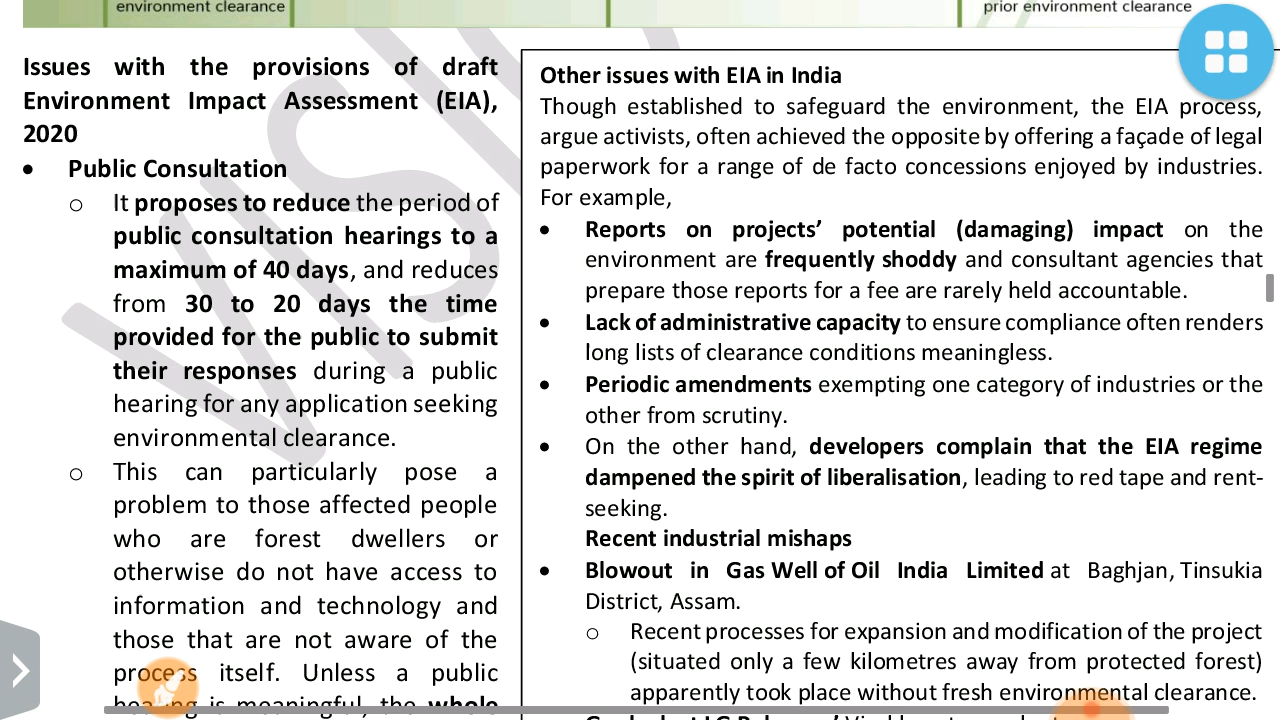 environment clearance
prior environment clearance
Issues with the provisions of draft
Environment Impact Assessment (EIA),
2020
• Public Consultation
o It proposes to reduce the period of
public consultation hearings to a
maximum of 40 days, and reduces
from 30 to 20 days the time
provided for the public to submit
their responses during a public
hearing for any application seeking
environmental clearance.
o This can particularly pose a
problem to those affected people
who are forest dwellers or
otherwise do not have access to
information and technology and
those that are not aware of the
process itself. Unless a public
hearing is meaningful, the whole
Other issues with EIA in India
Though established to safeguard the environment, the EIA process,
argue activists, often achieved the opposite by offering a façade of legal
paperwork for a range of de facto concessions enjoyed by industries.
For example,
• Reports on projects’ potential (damaging) impact on the
environment are frequently shoddy and consultant agencies that
prepare those reports for a fee are rarely held accountable.
• Lack of administrative capacity to ensure compliance often renders
long lists of clearance conditions meaningless.
• Periodic amendments exempting one category of industries or the
other from scrutiny.
• On the other hand, developers complain that the EIA regime
dampened the spirit of liberalisation, leading to red tape and rent-
seeking.
Recent industrial mishaps
• Blowout in Gas Well of Oil India Limited at Baghjan, Tinsukia
District, Assam.
o Recent processes for expansion and modification of the project
(situated only a few kilometres away from protected forest)
apparently took place without fresh environmental clearance.